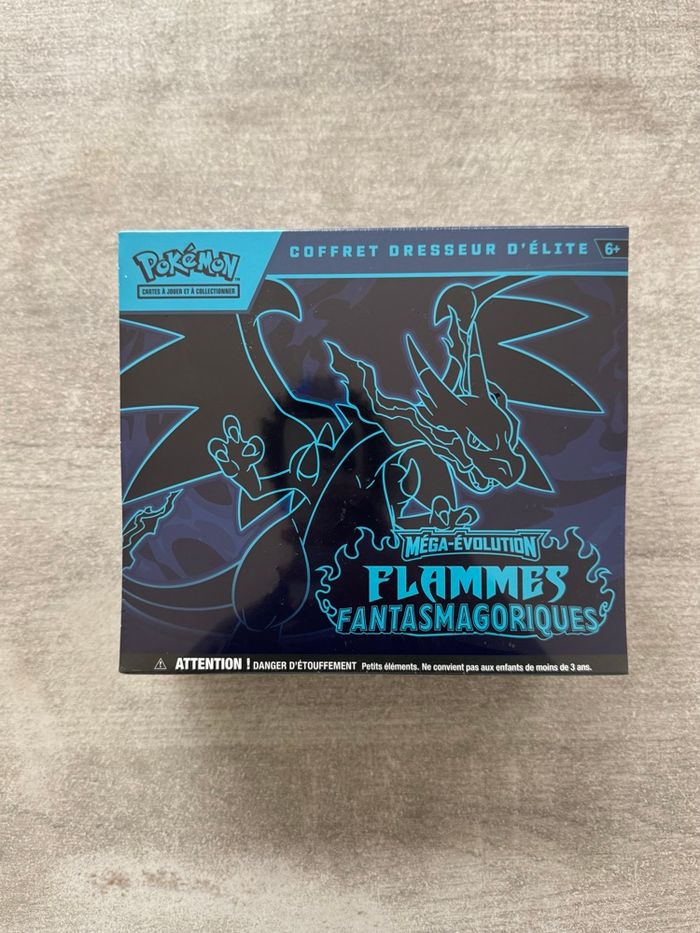 POKÉMON™
CARTES À JOUER ET À COLLECTIONNER
COFFRET DRESSEUR D'ÉLITE
6+
MÉGA-ÉVOLUTION
FLAMMES
FANTASMAGORIQUES
⚠ ATTENTION ! DANGER D'ÉTOUFFEMENT Petits éléments. Ne convient pas aux enfants de moins de 3 ans.